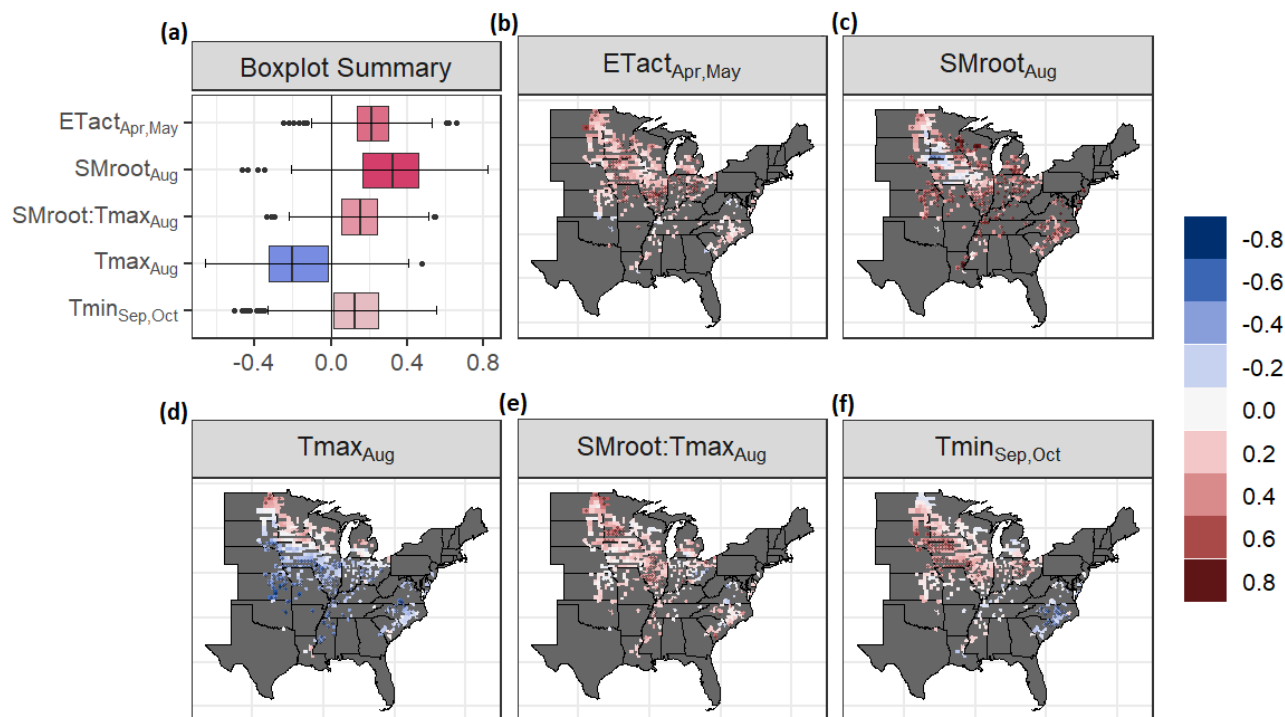 (a)
Boxplot Summary
ETactApr,May
SMrootAug
SMroot:TmaxAug
TmaxAug
TminSep,Oct
-0.4 0.0 0.4 0.8
(b)
ETactApr,May
(c)
SMrootAug
-0.8
-0.6
-0.4
-0.2
0.0
0.2
0.4
0.6
0.8
(d)
TmaxAug
(e)
SMroot:TmaxAug
(f)
TminSep,Oct